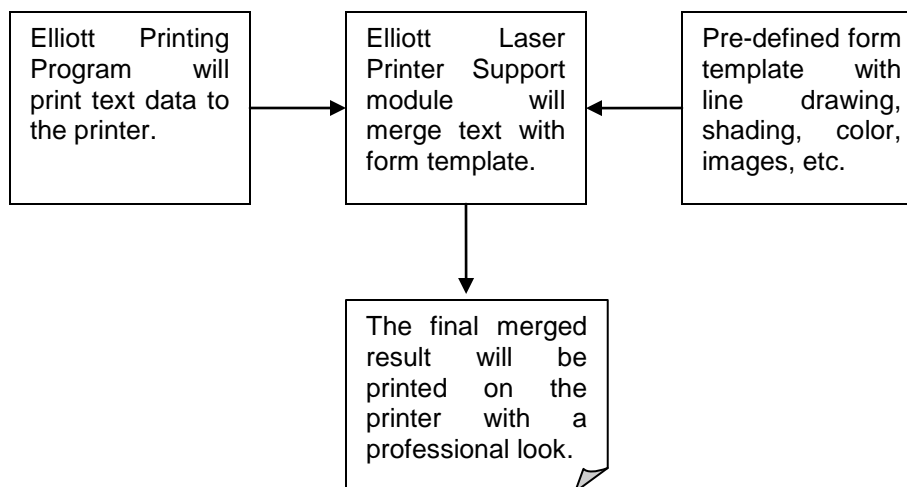 Elliott Printing
Program will
print text data to
the printer.
Elliott Laser
Printer Support
module will
merge text with
form template.
Pre-defined form
template with
line drawing,
shading, color,
images, etc.
The final merged
result will be
printed on the
printer with a
professional look.